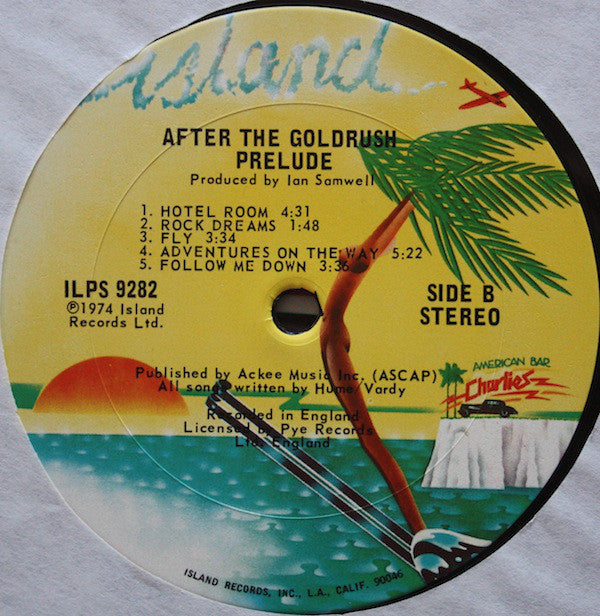 island
AFTER THE GOLDRUSH
PRELUDE
Produced by Ian Samwell
1. HOTEL ROOM 4:31
2. ROCK DREAMS 1:48
3. FLY 3:34
4. ADVENTURES ON THE WAY 5:22
5. FOLLOW ME DOWN 3:36
ILPS 9282
℗1974 Island
Records Ltd.
SIDE B
STEREO
AMERICAN BAR
Charlies
Published by Ackee Music Inc. (ASCAP)
All songs written by Hume, Vardy
Recorded in England
Licensed by Pye Records
Ltd. England
ISLAND RECORDS, INC., L.A., CALIF. 90046